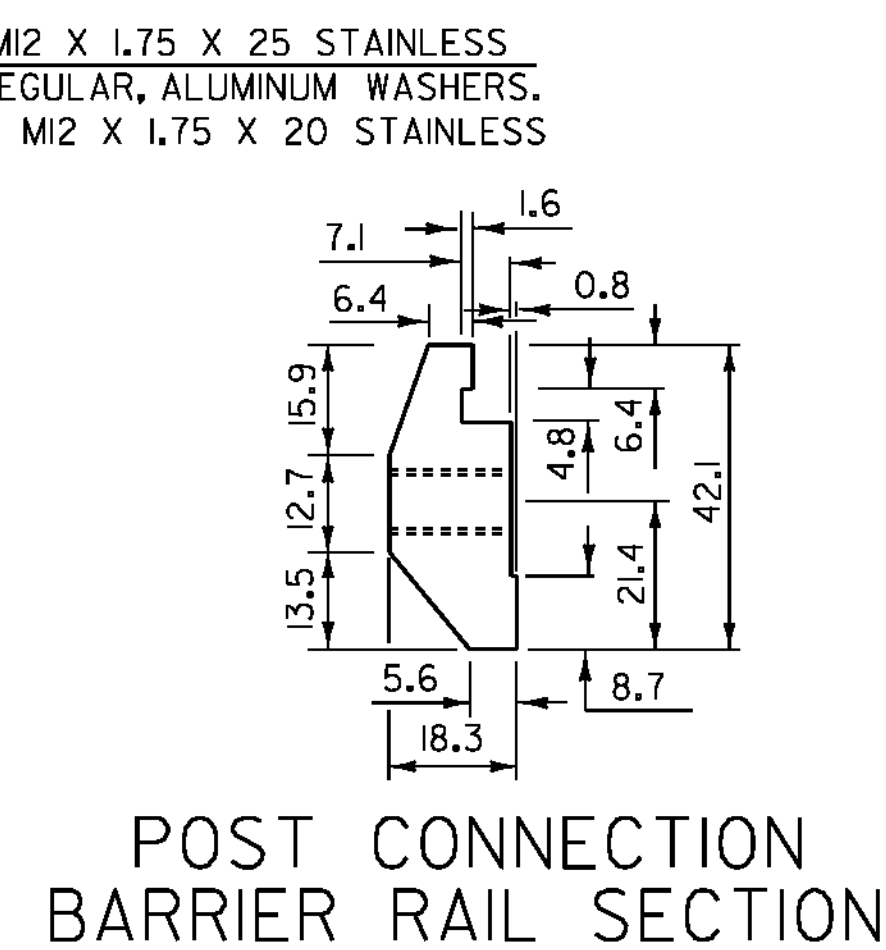 M12 X 1.75 X 25 STAINLESS
EGULAR, ALUMINUM WASHERS.
M12 X 1.75 X 20 STAINLESS
1.6
7.1
0.8
6.4
15.9
6.4
4.8
42.1
12.7
21.4
13.5
5.6
8.7
18.3
POST CONNECTION
BARRIER RAIL SECTION